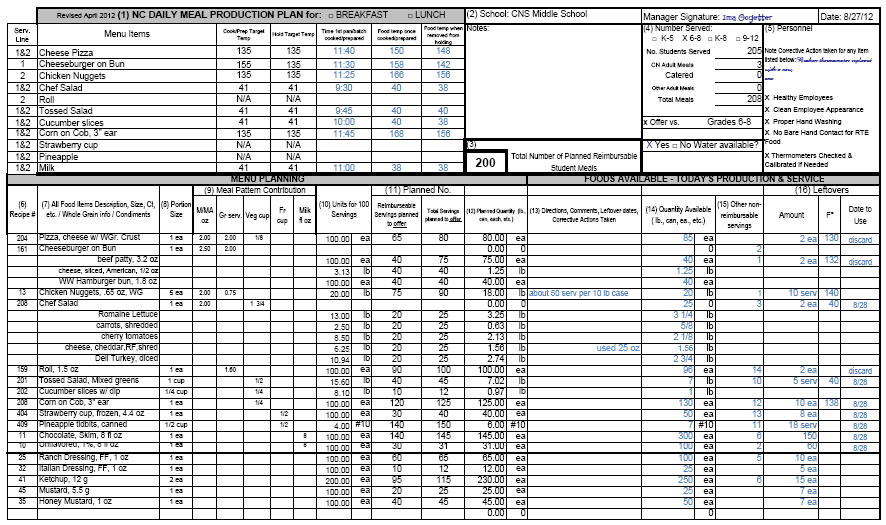 Revised April 2012 (1) NC DAILY MEAL PRODUCTION PLAN for: □ BREAKFAST □ LUNCH
(2) School: CNS Middle School
Manager Signature: Ima Godgetter Date: 8/27/12
Serv. Line Menu Items Cook/Prep Target Temp Hold Target Temp Time 1st pan/batch cooked/prepared Food temp once cooked/prepared Food temp when removed from holding
1&2 Cheese Pizza 135 135 11:40 150 148
1 Cheeseburger on Bun 155 135 11:30 158 142
2 Chicken Nuggets 135 135 11:25 166 156
1&2 Chef Salad 41 41 9:30 40 38
2 Roll N/A N/A
1&2 Tossed Salad 41 41 9:45 40 40
1&2 Cucumber slices 41 41 10:00 40 38
1&2 Corn on Cob, 3" ear 135 135 11:45 168 156
1&2 Strawberry cup N/A N/A
1&2 Pineapple N/A N/A
1&2 Milk 41 41 11:00 38 38
Notes:
(3)
200 Total Number of Planned Reimbursable Student Meals
(4) Number Served:
□ K-5 X 6-8 □ K-8 □ 9-12
No. Students Served 205
CN Adult Meals 3
Catered 0
Other Adult Meals 0
Total Meals 208
x Offer vs. Grades 6-8
X Yes □ No Water available?
(5) Personnel
Note Corrective Action taken for any item listed below:
X Healthy Employees
X Clean Employee Appearance
X Proper Hand Washing
X No Bare Hand Contact for RTE Food
X Thermometers Checked & Calibrated If Needed
MENU PLANNING FOODS AVAILABLE - TODAY'S PRODUCTION & SERVICE
(6) Recipe # (7) All Food Items Description, Size, Ct, etc. / Whole Grain info / Condiments (8) Portion Size (9) Meal Pattern Contribution M/MA oz Gr serv. Veg cup Fr cup Milk fl oz (10) Units for 100 Servings (11) Planned No. Reimburseable Servings planned to offer Total Servings planned to offer (12) Planned Quantity (lb, can, each, etc.) (13) Directions, Comments, Leftover dates, Corrective Actions Taken (14) Quantity Available (lb., can, ea., etc.) (15) Other non-reimbursable servings (16) Leftovers Amount F° Date to Use
204 Pizza, cheese w/ WGr. Crust 1 ea 2.00 2.00 1/8 100.00 ea 65 80 80.00 ea 85 ea 2 ea 130 discard
161 Cheeseburger on Bun 1 ea 2.50 2.00 0.00 0 0 2
beef patty, 3.2 oz 100.00 ea 40 75 75.00 ea 40 ea 1 2 ea 132 discard
cheese, sliced, American, 1/2 oz 3.13 lb 40 40 1.25 lb 1.25 lb
WW Hamburger bun, 1.8 oz 100.00 ea 40 40 40.00 ea 40 ea
13 Chicken Nuggets, .65 oz, WG 5 ea 2.00 0.75 20.00 lb 75 90 18.00 lb about 50 serv per 10 lb case 20 lb 1 10 serv 140
208 Chef Salad 1 ea 2.00 1 3/4 0.00 0 25 0 3 2 ea 40 8/28
Romaine Lettuce 13.00 lb 20 25 3.25 lb 3 1/4 lb
carrots, shredded 2.50 lb 20 25 0.63 lb 5/8 lb
cherry tomatoes 8.50 lb 20 25 2.13 lb 2 1/8 lb
cheese, cheddar,RF,shrd 6.25 lb 20 25 1.56 lb used 25 oz 1.56 lb
Deli Turkey, diced 10.94 lb 20 25 2.74 lb 2 3/4 lb
159 Roll, 1.5 oz 1 ea 1.60 100.00 ea 90 100 100.00 ea 96 ea 14 2 ea discard
201 Tossed Salad, Mixed greens 1 cup 1/2 15.60 lb 40 45 7.02 lb 7 lb 10 5 serv 40 8/28
202 Cucumber slices w/ dip 1/4 cup 1/4 8.10 lb 10 12 0.97 lb 1 lb 8/28
208 Corn on Cob, 3" ear 1 ea 1/4 100.00 ea 120 125 125.00 ea 130 ea 12 10 ea 138 8/28
404 Strawberry cup, frozen, 4.4 oz 1 ea 1/2 100.00 ea 30 40 40.00 ea 50 ea 13 8 ea 8/28
409 Pineapple tidbits, canned 1/2 cup 1/2 4.00 #10 140 150 6.00 #10 7 #10 11 18 serv 8/28
11 Chocolate, Skim, 8 fl oz 1 ea 8 100.00 ea 140 145 145.00 ea 300 ea 6 150 8/28
10 Unflavored, 1%, 8 fl oz 1 ea 8 100.00 ea 30 31 31.00 ea 100 ea 2 60 8/28
25 Ranch Dressing, FF, 1 oz 1 ea 100.00 ea 60 65 65.00 ea 100 ea 5 10 ea
32 Italian Dressing, FF, 1 oz 1 ea 100.00 ea 10 12 12.00 ea 25 ea 5 ea
41 Ketchup, 12 g 2 ea 200.00 ea 95 115 230.00 ea 250 ea 6 15 ea
45 Mustard, 5.5 g 1 ea 100.00 ea 20 25 25.00 ea 25 ea 7 ea
35 Honey Mustard, 1 oz 1 ea 100.00 ea 40 45 45.00 ea 50 ea 7 ea
0.00 0 0